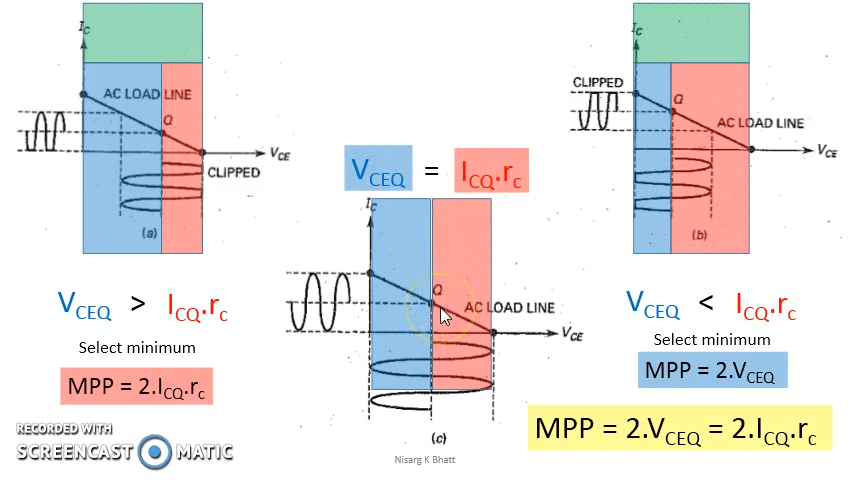 I_C
AC LOAD LINE
Q
V_CE
CLIPPED
(a)
V_CEQ > I_CQ.r_c
Select minimum
MPP = 2.I_CQ.r_c
RECORDED WITH
SCREENCAST MATIC
V_CEQ = I_CQ.r_c
I_C
Q
AC LOAD LINE
V_CE
(c)
Nisarg K Bhatt
I_C
CLIPPED
Q
AC LOAD LINE
V_CE
(b)
V_CEQ < I_CQ.r_c
Select minimum
MPP = 2.V_CEQ
MPP = 2.V_CEQ = 2.I_CQ.r_c